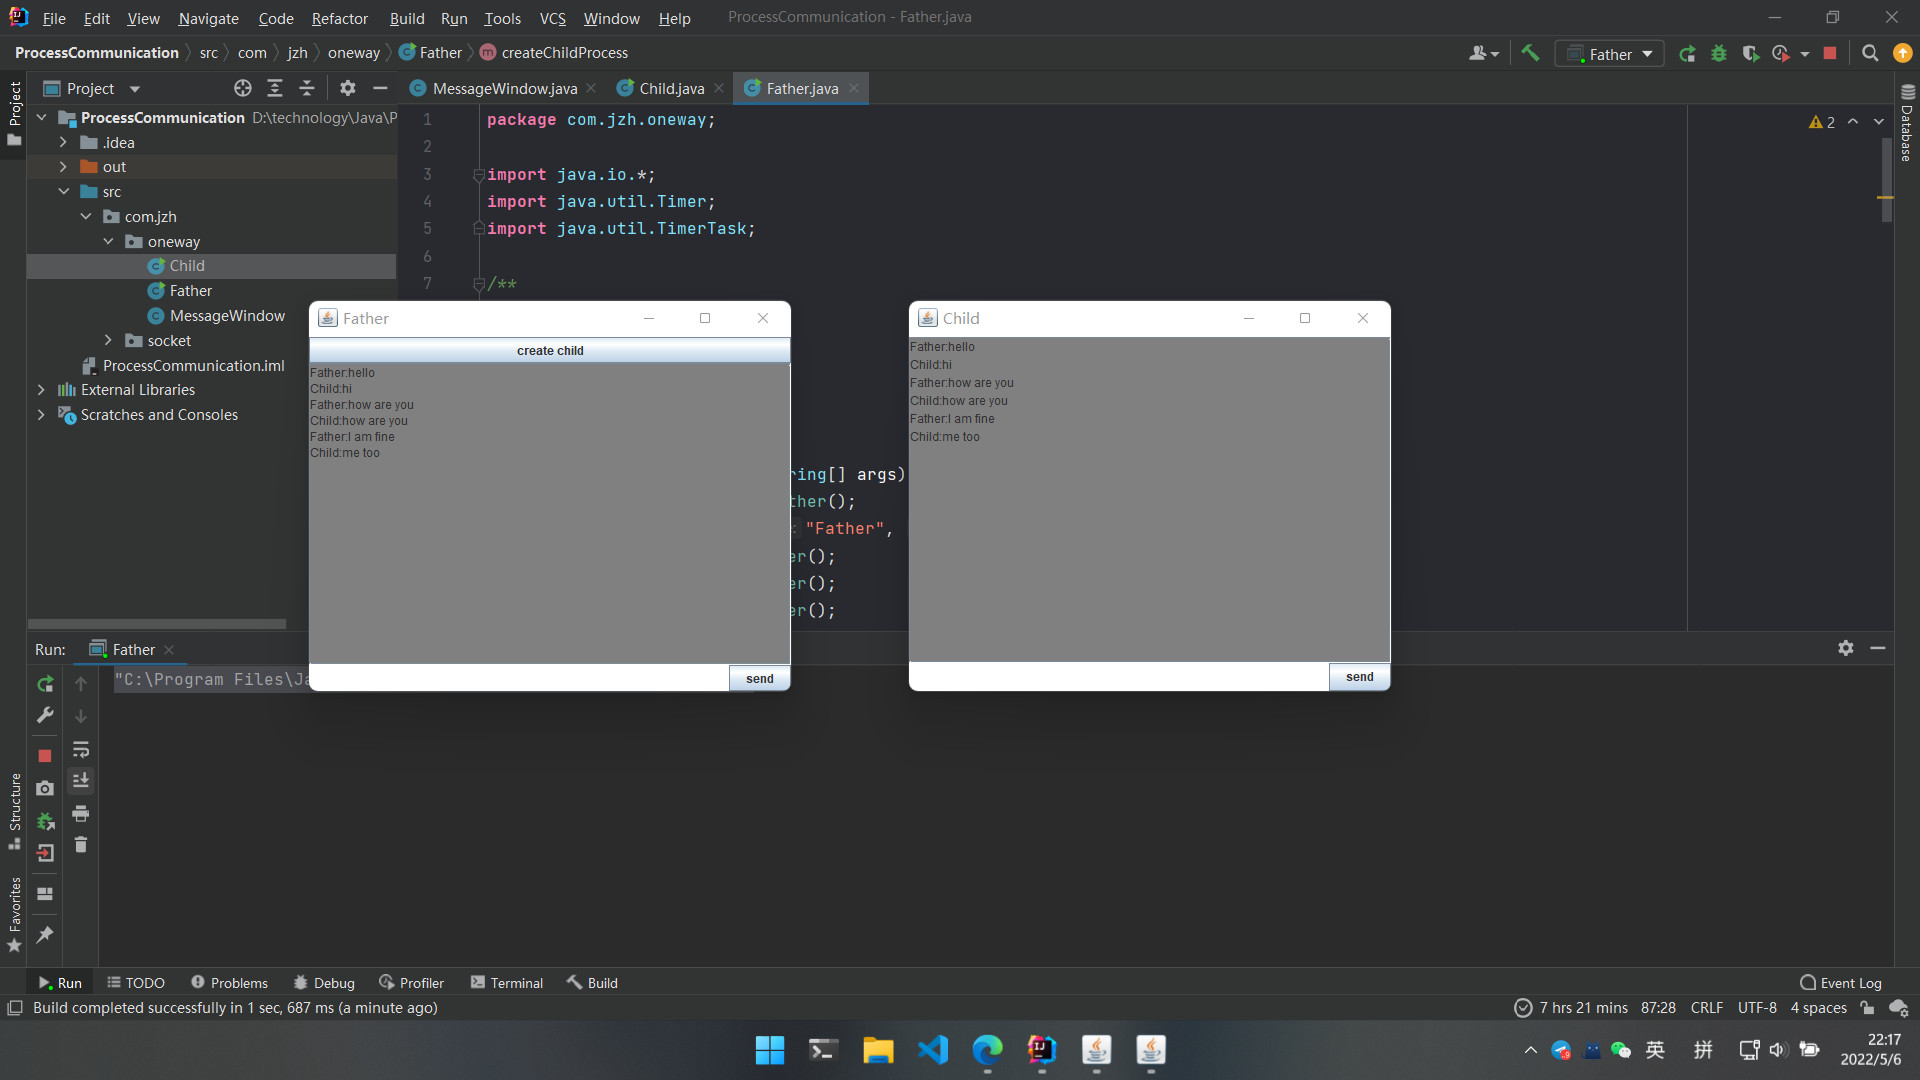 File Edit View Navigate Code Refactor Build Run Tools VCS Window Help ProcessCommunication - Father.java
ProcessCommunication src com jzh oneway Father createChildProcess
Father
Project
MessageWindow.java Child.java Father.java
Project
ProcessCommunication D:\technology\Java\P
.idea
out
src
com.jzh
oneway
Child
Father
MessageWindow
socket
ProcessCommunication.iml
External Libraries
Scratches and Consoles
1 package com.jzh.oneway;
2
3 import java.io.*;
4 import java.util.Timer;
5 import java.util.TimerTask;
6
7 /**
2
Database
ring[] args)
ther();
"Father",
er();
er();
er();
Father
create child
Father:hello
Child:hi
Father:how are you
Child:how are you
Father:I am fine
Child:me too
send
Child
Father:hello
Child:hi
Father:how are you
Child:how are you
Father:I am fine
Child:me too
send
Run: Father
"C:\Program Files\Ja
Structure
Favorites
Run TODO Problems Debug Profiler Terminal Build Event Log
Build completed successfully in 1 sec, 687 ms (a minute ago) 7 hrs 21 mins 87:28 CRLF UTF-8 4 spaces
英 拼 22:17
2022/5/6